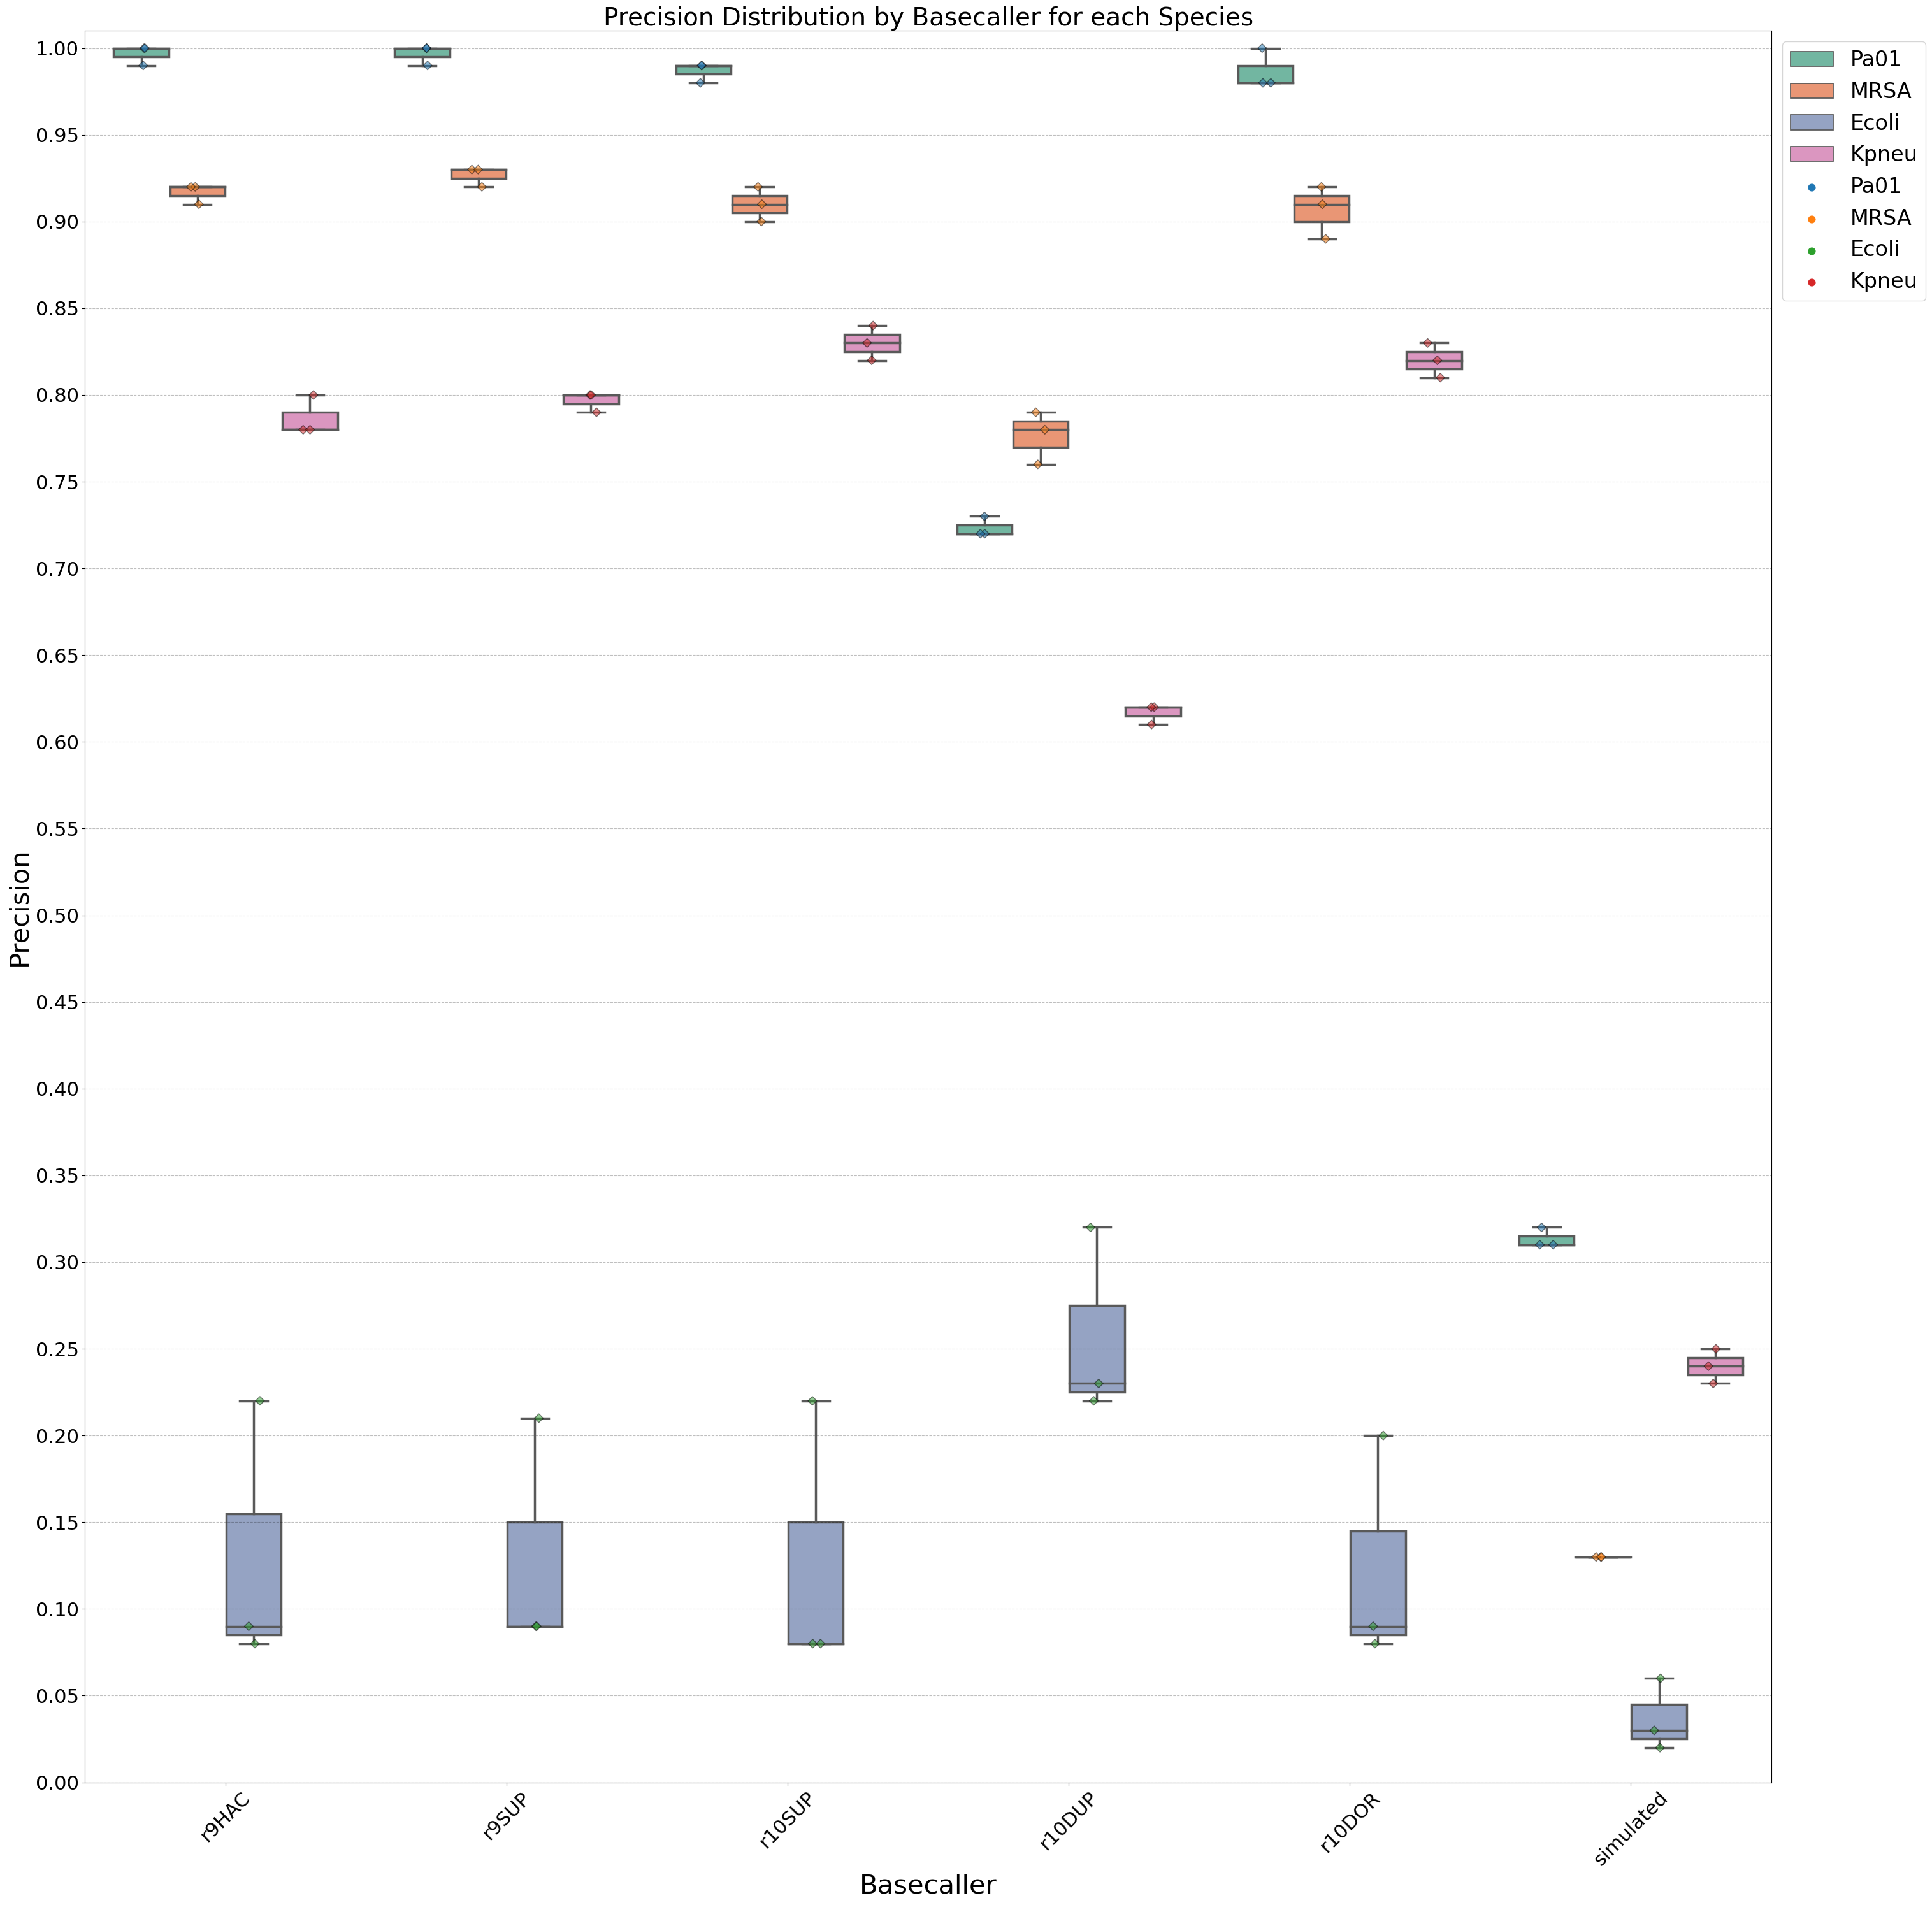 Precision Distribution by Basecaller for each Species
1.00
0.95
0.90
0.85
0.80
0.75
0.70
0.65
0.60
0.55
0.50
0.45
0.40
0.35
0.30
0.25
0.20
0.15
0.10
0.05
0.00
Precision
r9HAC
r9SUP
r10SUP
r10DUP
r10DOR
simulated
Basecaller
Pa01
MRSA
Ecoli
Kpneu
Pa01
MRSA
Ecoli
Kpneu